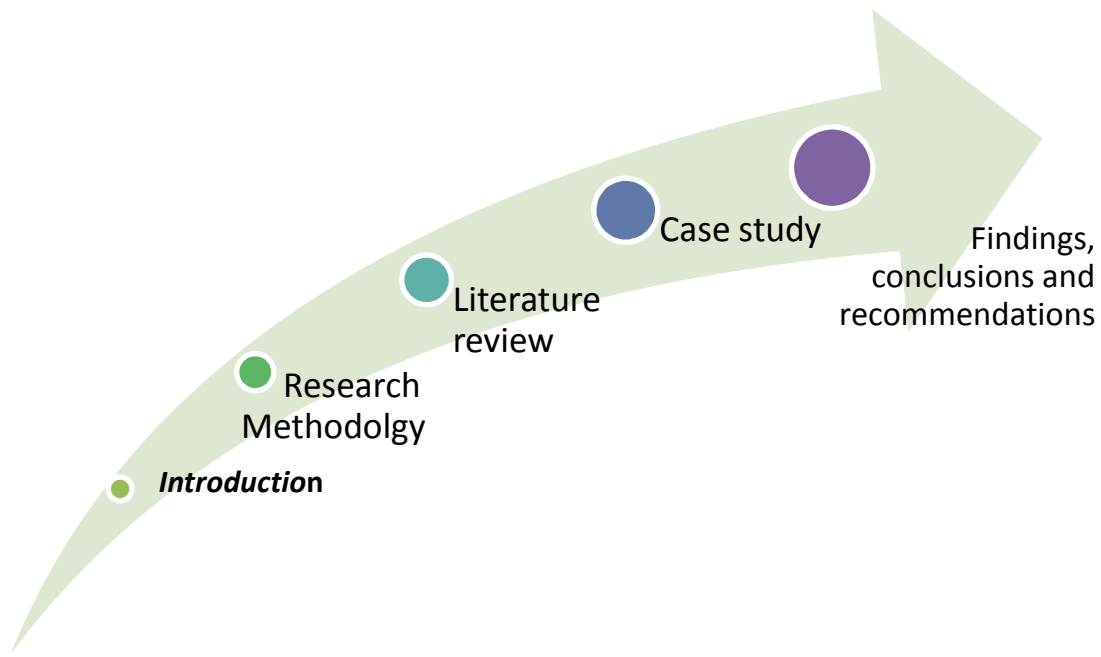 Introduction
Research
Methodolgy
Literature
review
Case study
Findings,
conclusions and
recommendations